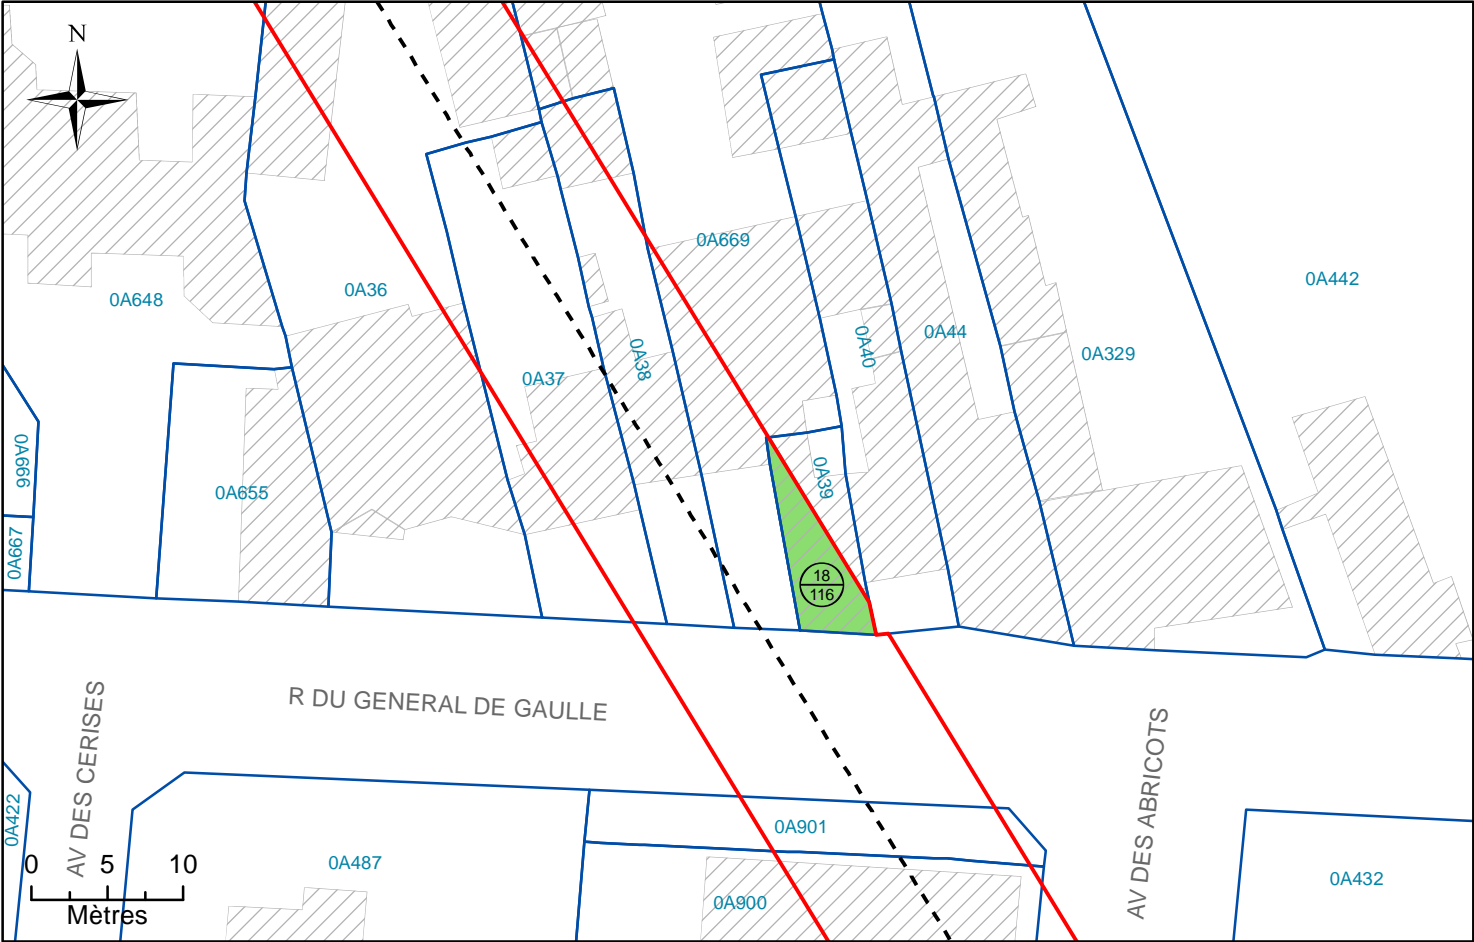 N
0A669
0A442
0A36
0A648
0A44
0A40
0A38
0A329
0A37
0A666
0A39
0A655
0A667
18
116
R DU GENERAL DE GAULLE
AV DES CERISES
AV DES ABRICOTS
0A422
0A901
0A487
0A432
0A900
0 5 10
Mètres